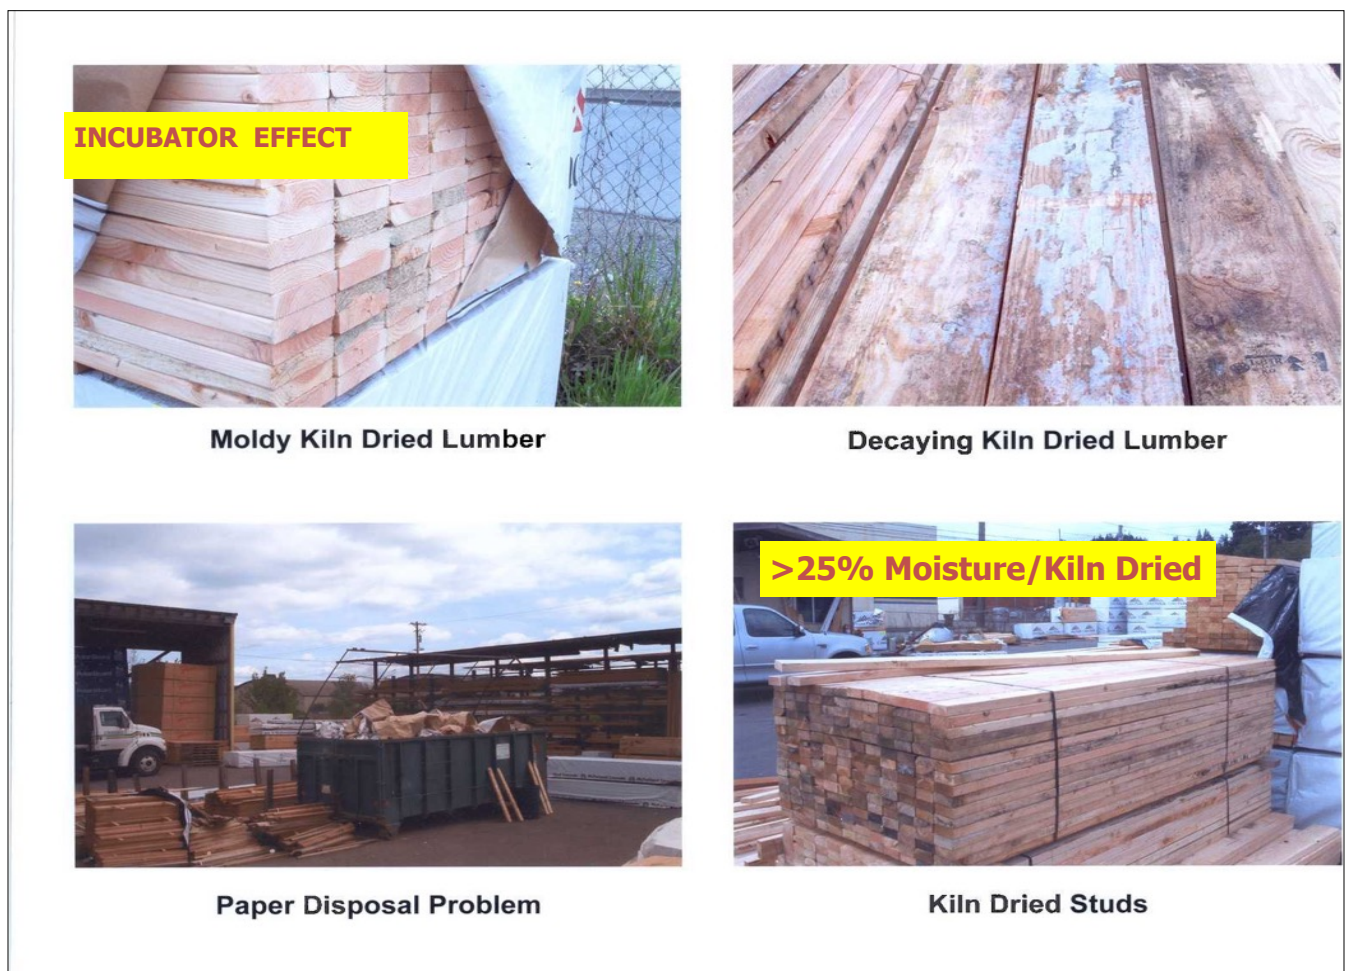 INCUBATOR EFFECT
Moldy Kiln Dried Lumber
Decaying Kiln Dried Lumber
>25% Moisture/Kiln Dried
Paper Disposal Problem
Kiln Dried Studs